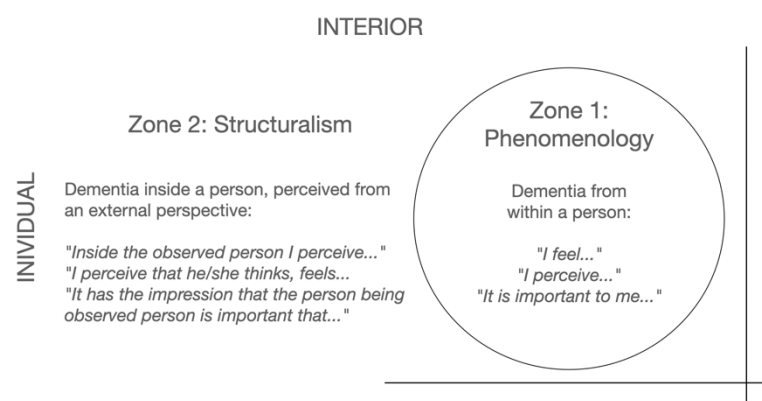 INTERIOR
INIVIDUAL
Zone 2: Structuralism
Dementia inside a person, perceived from
an external perspective:
"Inside the observed person I perceive..."
"I perceive that he/she thinks, feels...
"It has the impression that the person being
observed person is important that..."
Zone 1:
Phenomenology
Dementia from
within a person:
"I feel..."
"I perceive..."
"It is important to me..."